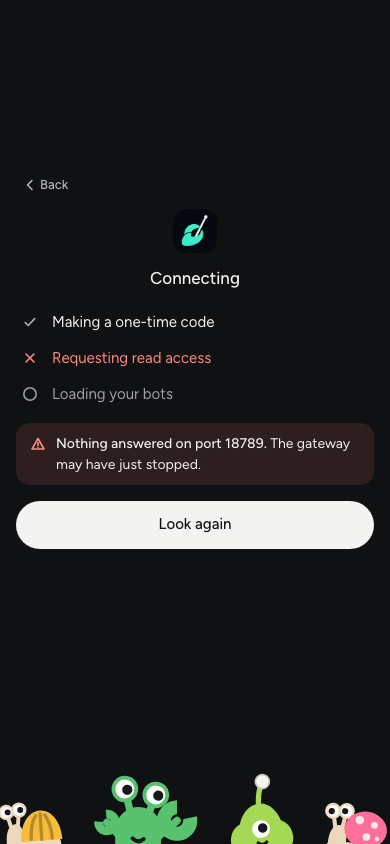 Back
Connecting
Making a one-time code
Requesting read access
Loading your bots
Nothing answered on port 18789. The gateway
may have just stopped.
Look again